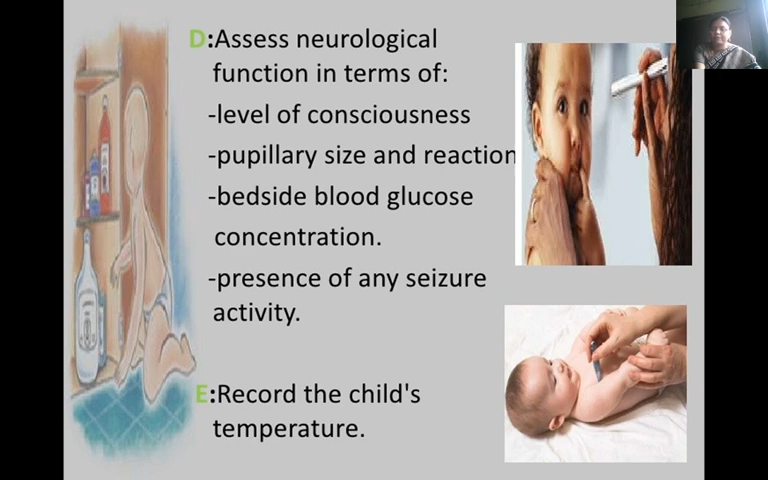 D:Assess neurological
function in terms of:
-level of consciousness
-pupillary size and reaction
-bedside blood glucose
concentration.
-presence of any seizure
activity.
E:Record the child's
temperature.